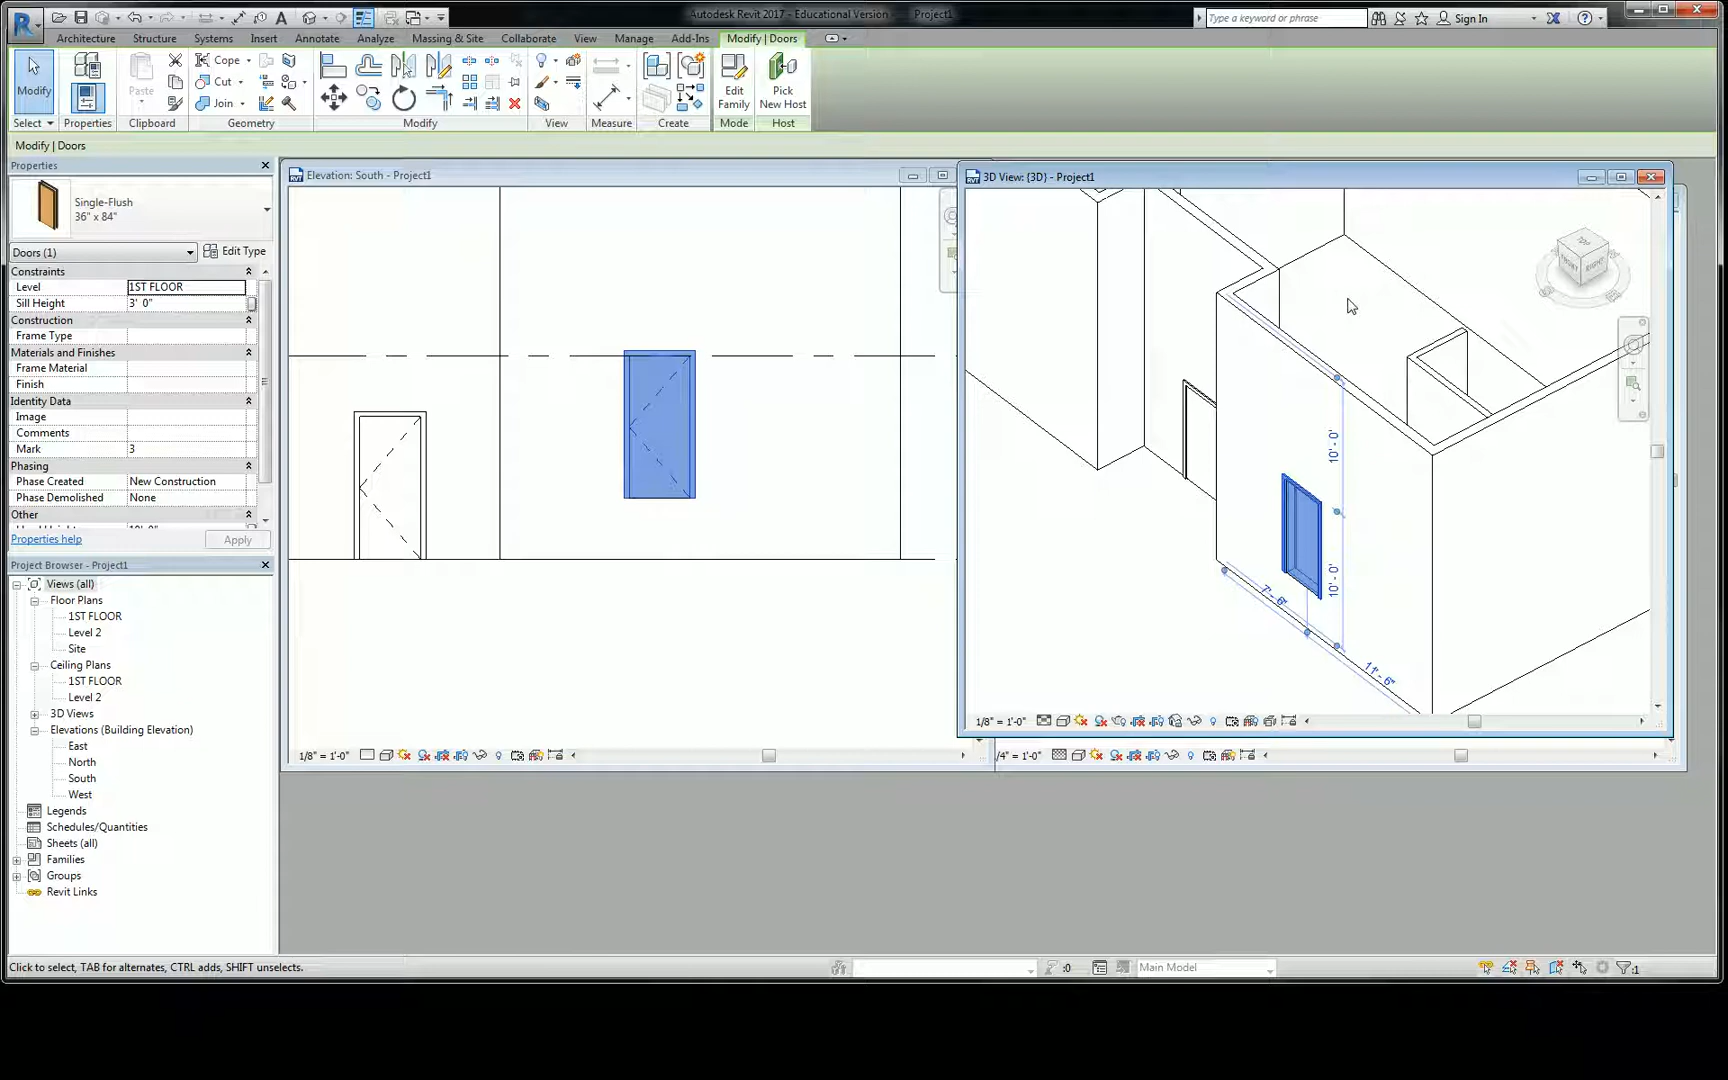 Autodesk Revit 2017 - Educational Version - Project1
Type a keyword or phrase
Sign In
Architecture
Structure
Systems
Insert
Annotate
Analyze
Massing & Site
Collaborate
View
Manage
Add-Ins
Modify | Doors
Modify
Paste
Cope
Cut
Join
Edit
Family
Pick
New Host
Select
Properties
Clipboard
Geometry
Modify
View
Measure
Create
Mode
Host
Modify | Doors
Properties
Single-Flush
36" x 84"
Doors (1)
Edit Type
Constraints
Level
1ST FLOOR
Sill Height
3' 0"
Construction
Frame Type
Materials and Finishes
Frame Material
Finish
Identity Data
Image
Comments
Mark
3
Phasing
Phase Created
New Construction
Phase Demolished
None
Other
Properties help
Apply
Project Browser - Project1
Views (all)
Floor Plans
1ST FLOOR
Level 2
Site
Ceiling Plans
1ST FLOOR
Level 2
3D Views
Elevations (Building Elevation)
East
North
South
West
Legends
Schedules/Quantities
Sheets (all)
Families
Groups
Revit Links
Elevation: South - Project1
1/8" = 1'-0"
3D View: {3D} - Project1
TOP
FRONT
RIGHT
10' - 0"
10' - 0"
7' - 6"
11' - 6"
1/8" = 1'-0"
/4" = 1'-0"
Click to select, TAB for alternates, CTRL adds, SHIFT unselects.
:0
Main Model
:1